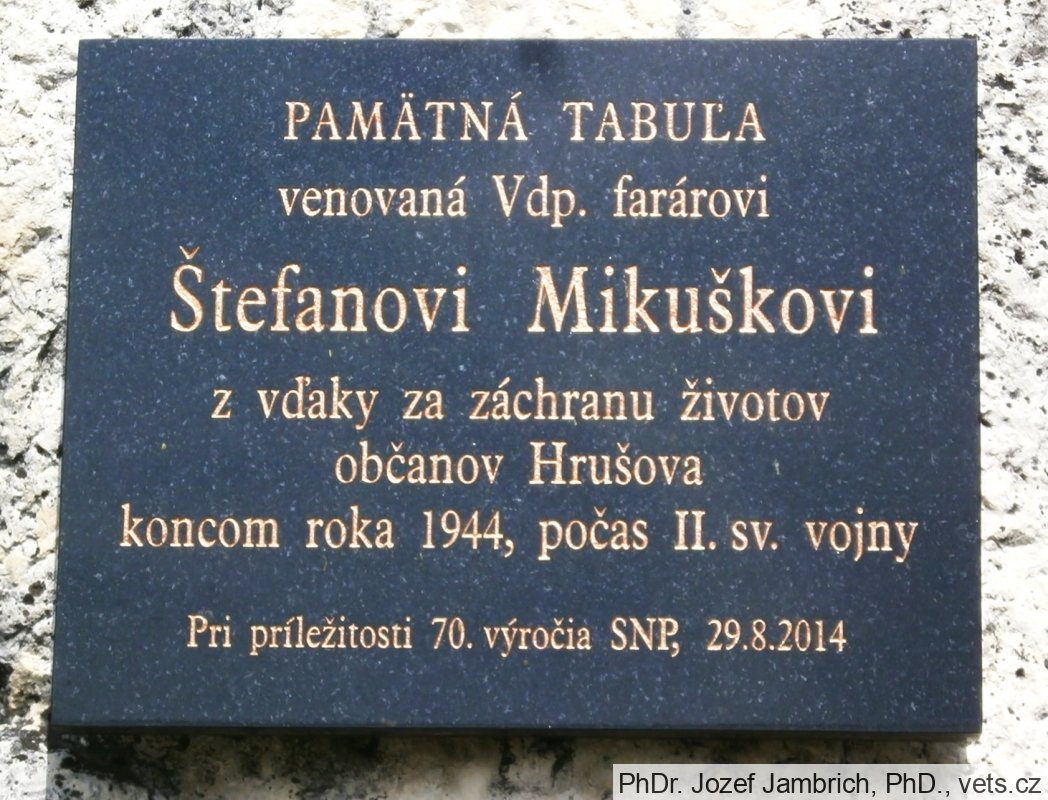 PAMÄTNÁ TABUĽA
venovaná Vdp. farárovi
Štefanovi Mikuškovi
z vďaky za záchranu životov
občanov Hrušova
koncom roka 1944, počas II. sv. vojny
Pri príležitosti 70. výročia SNP, 29.8.2014
PhDr. Jozef Jambrich, PhD., vets.cz